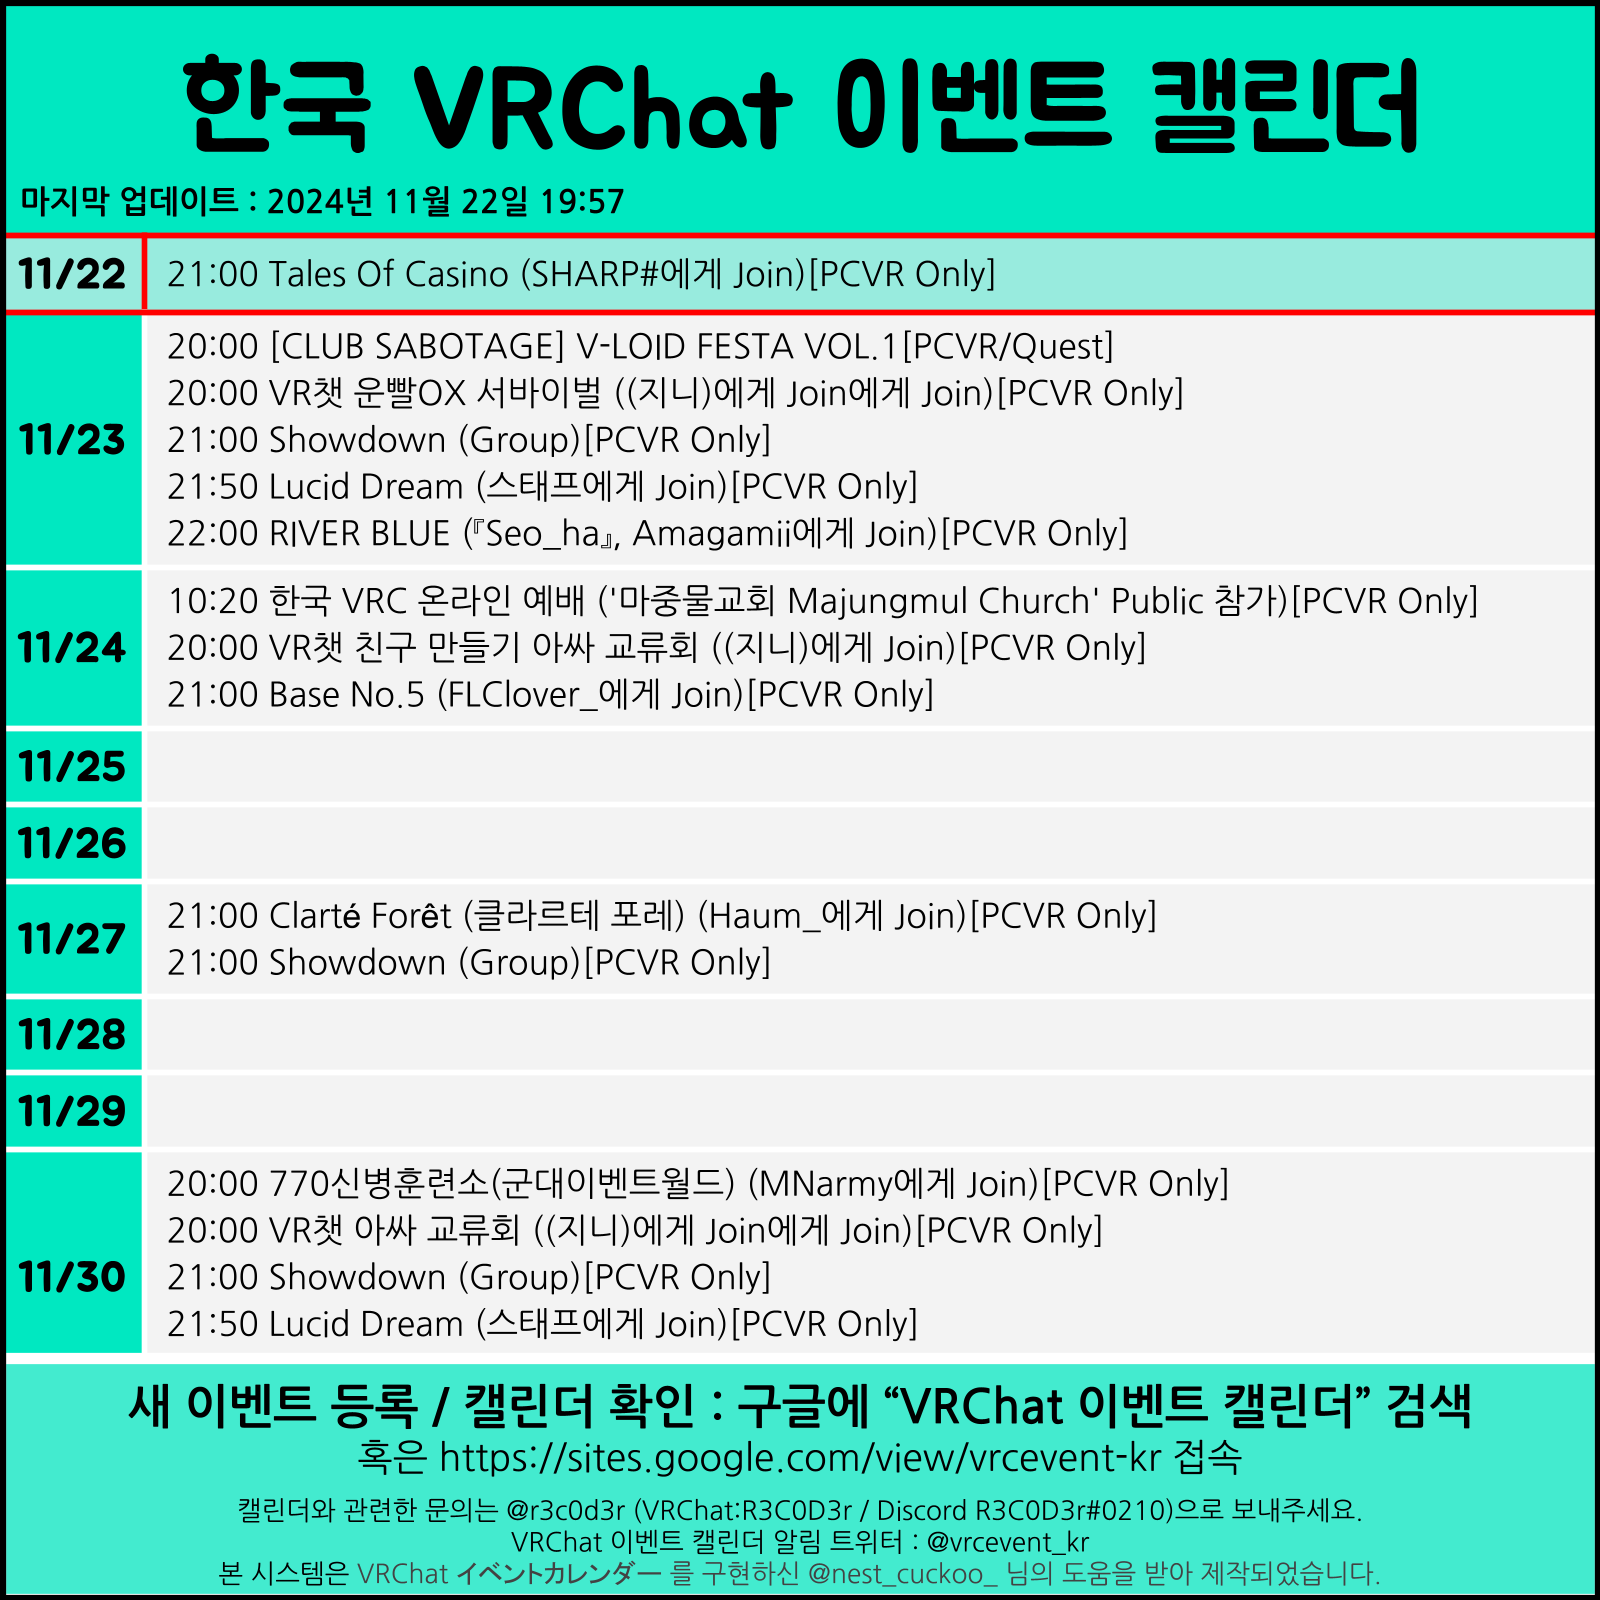 한국 VRChat 이벤트 캘린더
마지막 업데이트 : 2024년 11월 22일 19:57
11/22
21:00 Tales Of Casino (SHARP#에게 Join)[PCVR Only]
11/23
20:00 [CLUB SABOTAGE] V-LOID FESTA VOL.1[PCVR/Quest]
20:00 VR챗 운빨OX 서바이벌 ((지니)에게 Join에게 Join)[PCVR Only]
21:00 Showdown (Group)[PCVR Only]
21:50 Lucid Dream (스태프에게 Join)[PCVR Only]
22:00 RIVER BLUE (『Seo_ha』, Amagamii에게 Join)[PCVR Only]
11/24
10:20 한국 VRC 온라인 예배 ('마중물교회 Majungmul Church' Public 참가)[PCVR Only]
20:00 VR챗 친구 만들기 아싸 교류회 ((지니)에게 Join)[PCVR Only]
21:00 Base No.5 (FLClover_에게 Join)[PCVR Only]
11/25
11/26
11/27
21:00 Clarté Forêt (클라르테 포레) (Haum_에게 Join)[PCVR Only]
21:00 Showdown (Group)[PCVR Only]
11/28
11/29
11/30
20:00 770신병훈련소(군대이벤트월드) (MNarmy에게 Join)[PCVR Only]
20:00 VR챗 아싸 교류회 ((지니)에게 Join에게 Join)[PCVR Only]
21:00 Showdown (Group)[PCVR Only]
21:50 Lucid Dream (스태프에게 Join)[PCVR Only]
새 이벤트 등록 / 캘린더 확인 : 구글에 “VRChat 이벤트 캘린더” 검색
혹은 https://sites.google.com/view/vrcevent-kr 접속
캘린더와 관련한 문의는 @r3c0d3r (VRChat:R3C0D3r / Discord R3C0D3r#0210)으로 보내주세요.
VRChat 이벤트 캘린더 알림 트위터 : @vrcevent_kr
본 시스템은 VRChat イベントカレンダー 를 구현하신 @nest_cuckoo_ 님의 도움을 받아 제작되었습니다.